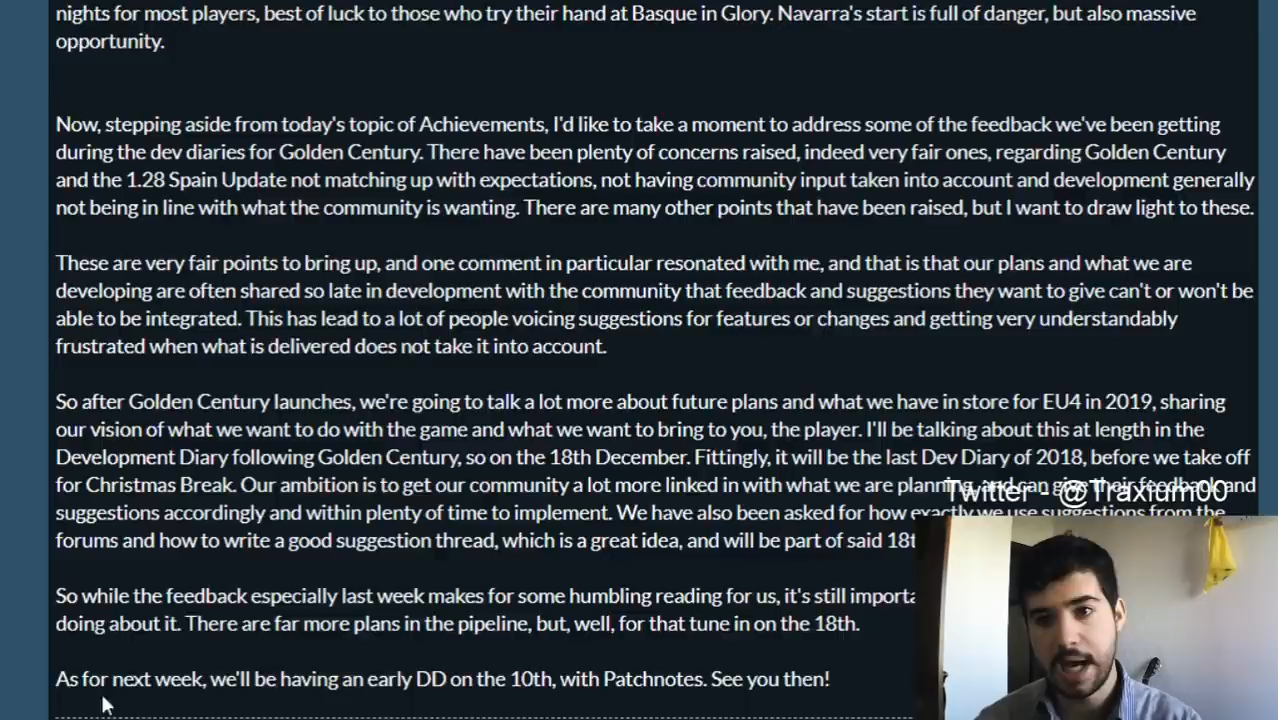 nights for most players, best of luck to those who try their hand at Basque in Glory. Navarra's start is full of danger, but also massive
opportunity.
Now, stepping aside from today's topic of Achievements, I'd like to take a moment to address some of the feedback we've been getting
during the dev diaries for Golden Century. There have been plenty of concerns raised, indeed very fair ones, regarding Golden Century
and the 1.28 Spain Update not matching up with expectations, not having community input taken into account and development generally
not being in line with what the community is wanting. There are many other points that have been raised, but I want to draw light to these.
These are very fair points to bring up, and one comment in particular resonated with me, and that is that our plans and what we are
developing are often shared so late in development with the community that feedback and suggestions they want to give can't or won't be
able to be integrated. This has lead to a lot of people voicing suggestions for features or changes and getting very understandably
frustrated when what is delivered does not take it into account.
So after Golden Century launches, we're going to talk a lot more about future plans and what we have in store for EU4 in 2019, sharing
our vision of what we want to do with the game and what we want to bring to you, the player. I'll be talking about this at length in the
Development Diary following Golden Century, so on the 18th December. Fittingly, it will be the last Dev Diary of 2018, before we take off
for Christmas Break. Our ambition is to get our community a lot more linked in with what we are planning, and can give their feedback and
Twitter - @Traxium00
suggestions accordingly and within plenty of time to implement. We have also been asked for how exactly we use suggestions from the
forums and how to write a good suggestion thread, which is a great idea, and will be part of said
So while the feedback especially last week makes for some humbling reading for us, it's still
doing about it. There are far more plans in the pipeline, but, well, for that tune in on the 18th.
As for next week, we'll be having an early DD on the 10th, with Patchnotes. See you then!